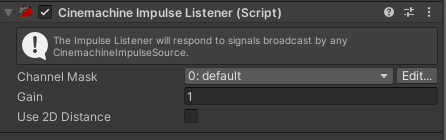 Cinemachine Impulse Listener (Script)
The Impulse Listener will respond to signals broadcast by any
CinemachineImpulseSource.
Channel Mask 0: default Edit...
Gain 1
Use 2D Distance